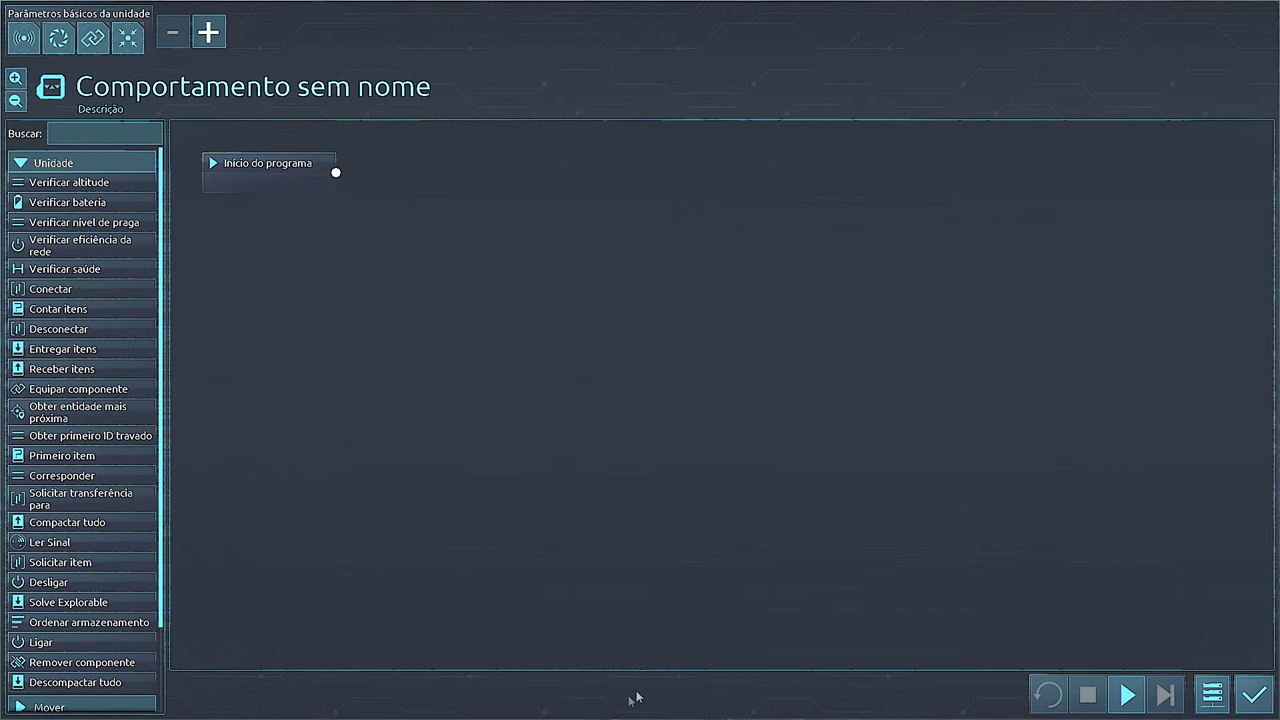 Parâmetros básicos da unidade
Comportamento sem nome
Descrição
Buscar:
Unidade
Verificar altitude
Verificar bateria
Verificar nível de praga
Verificar eficiência da
rede
Verificar saúde
Conectar
Contar itens
Desconectar
Entregar itens
Receber itens
Equipar componente
Obter entidade mais
próxima
Obter primeiro ID travado
Primeiro item
Corresponder
Solicitar transferência
para
Compactar tudo
Ler Sinal
Solicitar item
Desligar
Solve Explorable
Ordenar armazenamento
Ligar
Remover componente
Descompactar tudo
Mover
Início do programa